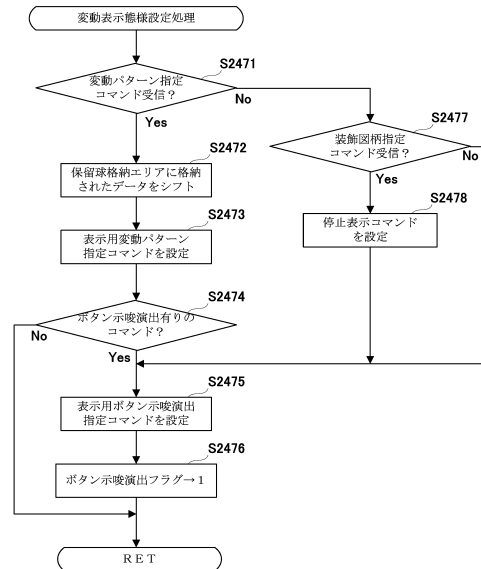 変動表示態様設定処理
S2471
変動パターン指定
コマンド受信？
No
Yes
S2477
装飾図柄指定
コマンド受信？
No
Yes
S2472
保留球格納エリアに格納
されたデータをシフト
S2478
停止表示コマンド
を設定
S2473
表示用変動パターン
指定コマンドを設定
S2474
ボタン示唆演出有りの
コマンド？
No
Yes
S2475
表示用ボタン示唆演出
指定コマンドを設定
S2476
ボタン示唆演出フラグ→１
ＲＥＴ